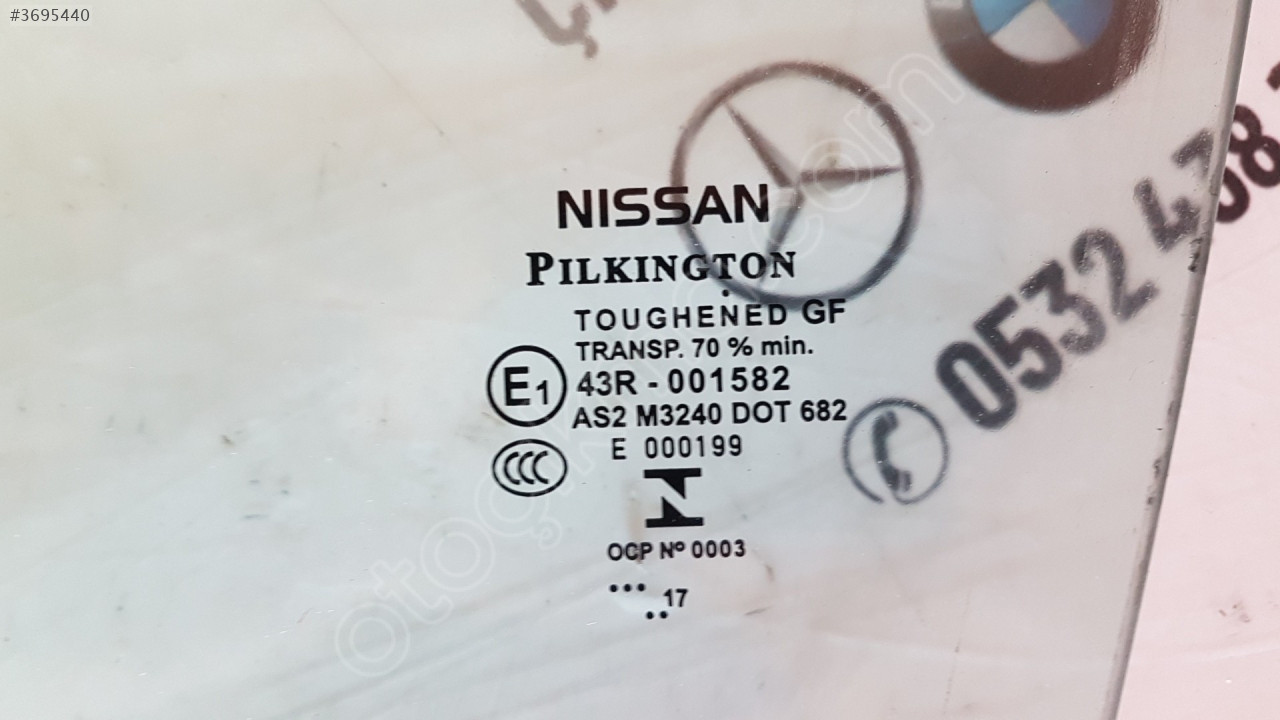 #3695440
NISSAN
PILKINGTON
TOUGHENED GF
TRANSP. 70 % min.
E1 43R - 001582
AS2 M3240 DOT 682
E 000199
CCC
OCP Nº 0003
... 17
..
0532 43